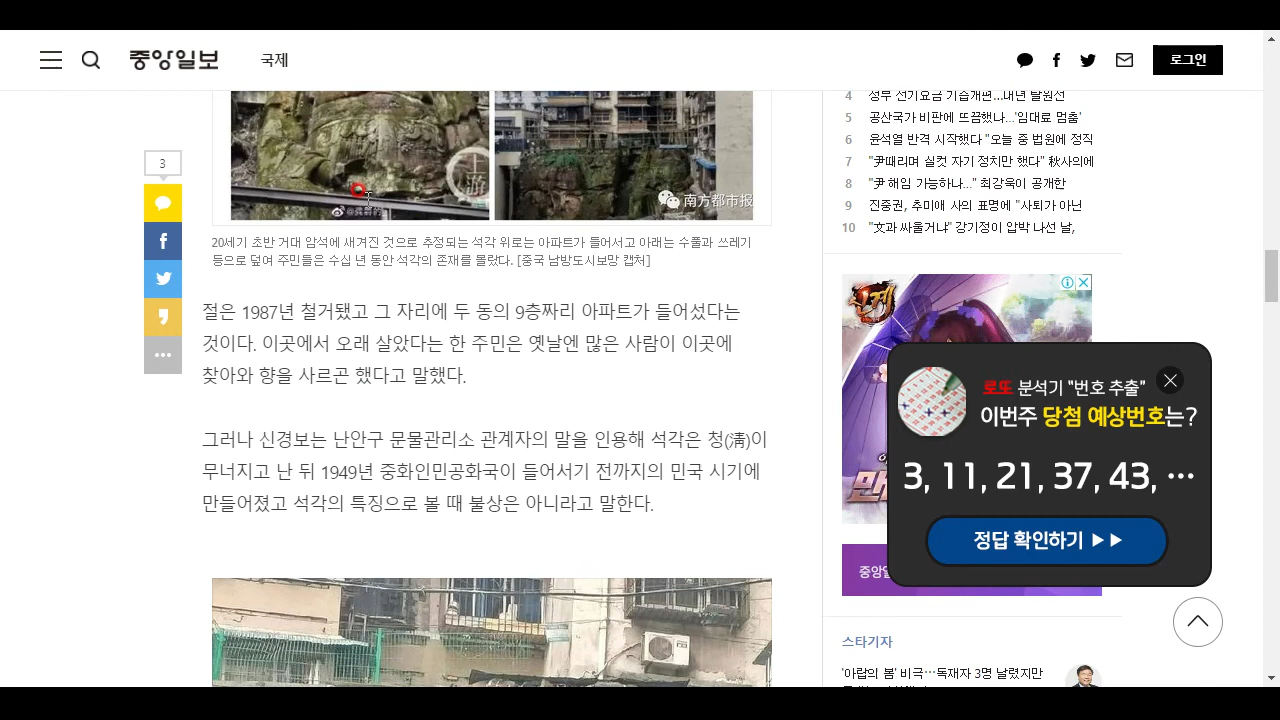 중앙일보
국제
로그인
3
南方都市报
20세기 초반 거대 암석에 새겨진 것으로 추정되는 석각 위로는 아파트가 들어서고 아래는 수풀과 쓰레기
등으로 덮여 주민들은 수십 년 동안 석각의 존재를 몰랐다. [중국 남방도시보망 캡처]
절은 1987년 철거됐고 그 자리에 두 동의 9층짜리 아파트가 들어섰다는
것이다. 이곳에서 오래 살았다는 한 주민은 옛날엔 많은 사람이 이곳에
찾아와 향을 사르곤 했다고 말했다.
그러나 신경보는 난안구 문물관리소 관계자의 말을 인용해 석각은 청(淸)이
무너지고 난 뒤 1949년 중화인민공화국이 들어서기 전까지의 민국 시기에
만들어졌고 석각의 특징으로 볼 때 불상은 아니라고 말한다.
4 정부 전기요금 기습개편...내년 탈원전
5 공산국가 비판에 뜨끔했나...'임대료 멈춤'
6 윤석열 반격 시작했다 "오늘 중 법원에 정직
7 "尹때리며 실컷 자기 정치만 했다" 秋사의에
8 "尹 해임 가능하나..." 최강욱이 공개한
9 진중권, 추미애 사의 표명에 "사퇴가 아닌
10 "文과 싸울거냐" 강기정이 압박 나선 날,
신계
로또 분석기 "번호 추출"
이번주 당첨 예상번호는?
3, 11, 21, 37, 43, ···
정답 확인하기 ▶▶
중앙일
스타기자
'아랍의 봄' 비극…독재자 3명 날렸지만